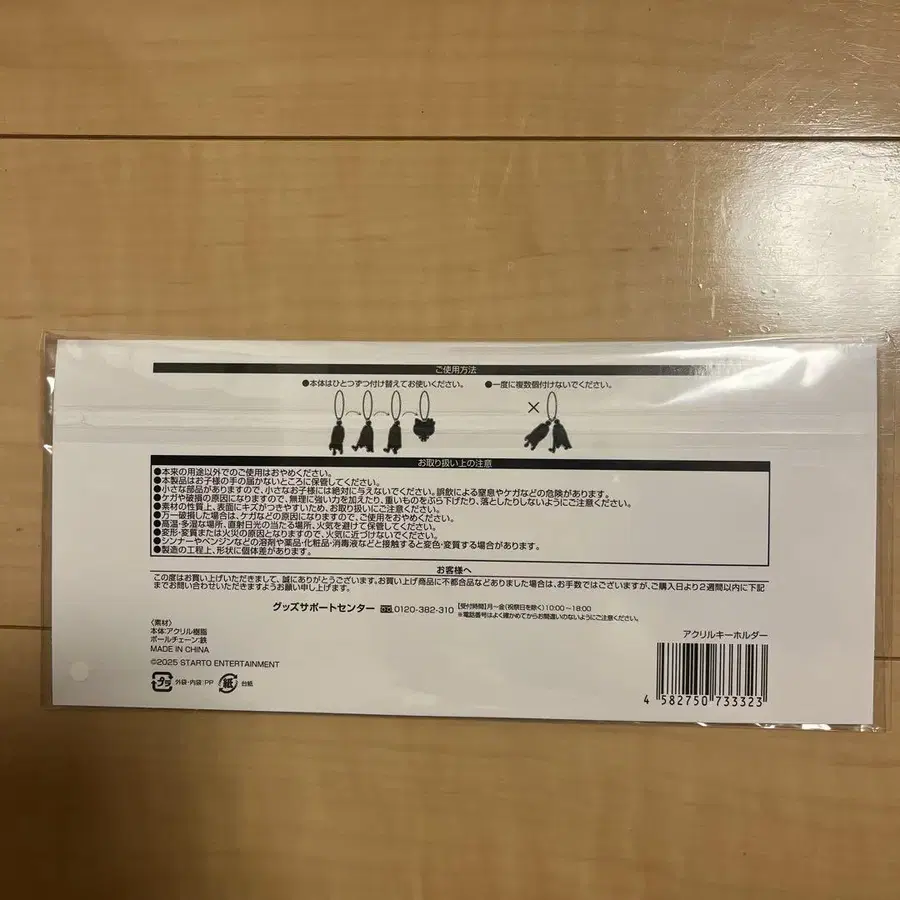 ご使用方法
●本体はひとつずつ付け替えてお使いください。 ●一度に複数個付けないでください。
×
お取り扱い上の注意
●本来の用途以外でのご使用はおやめください。
●本製品はお子様の手の届かないところに保管してください。
●小さな部品がありますので、小さなお子様には絶対に与えないでください。誤飲による窒息やケガなどの危険があります。
●ケガや破損の原因になりますので、無理に強い力を加えたり、重いものをぶら下げたり、落としたりしないようにご注意ください。
●素材の性質上、表面にキズがつきやすいため、お取り扱いにご注意ください。
●万一破損した場合は、ケガなどの原因になりますので、ご使用をおやめください。
●高温・多湿な場所、直射日光の当たる場所、火気を避けて保管してください。
●変形・変質または火災の原因となりますので、火気に近づけないでください。
●シンナーやベンジンなどの溶剤や薬品・化粧品・消毒液などと接触すると変色・変質する場合があります。
●製造の工程上、形状に個体差があります。
お客様へ
この度はお買い上げいただきまして、誠にありがとうございます。お買い上げ商品に不都合品などありました場合は、お手数ではございますが、ご購入日より2週間以内に下記
までお問い合わせいただきますようお願い申し上げます。
グッズサポートセンター 0120-382-310 【受付時間】月〜金(祝祭日を除く)10:00〜18:00
※電話番号はよく確かめてからお間違いのないようにご注意ください。
〈素材〉
本体:アクリル樹脂
ボールチェーン:鉄
MADE IN CHINA
©2025 STARTO ENTERTAINMENT
プラ 外袋・内袋:PP 紙 台紙
アクリルキーホルダー
4 582750 733323